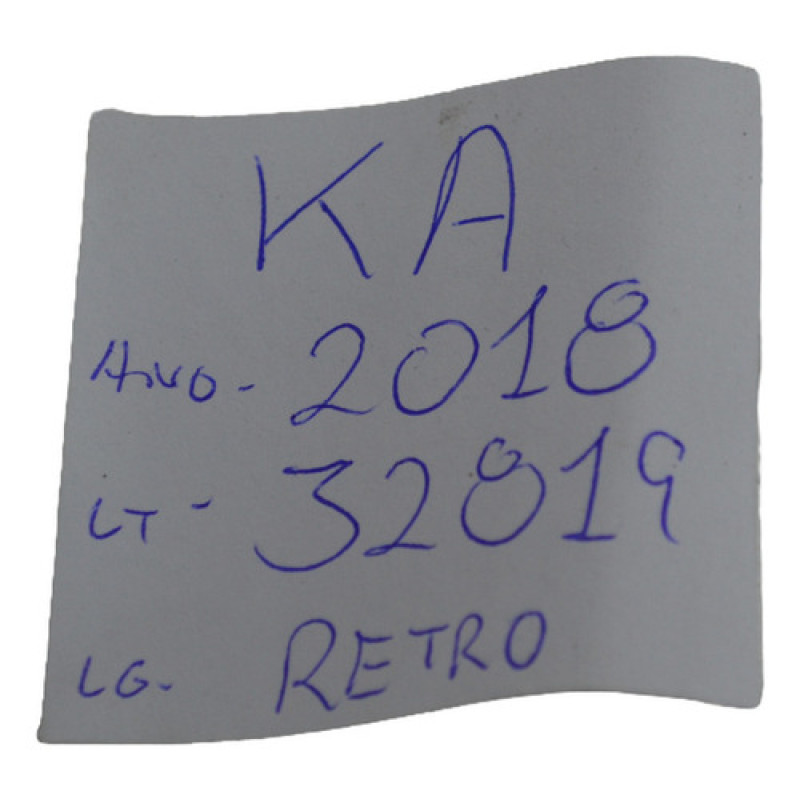 KA
ANO- 2018
LT - 32819
LG- RETRO